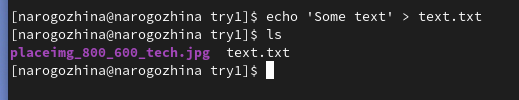 [narogozhina@narogozhina try1]$ echo 'Some text' > text.txt
[narogozhina@narogozhina try1]$ ls
placeimg_800_600_tech.jpg  text.txt
[narogozhina@narogozhina try1]$